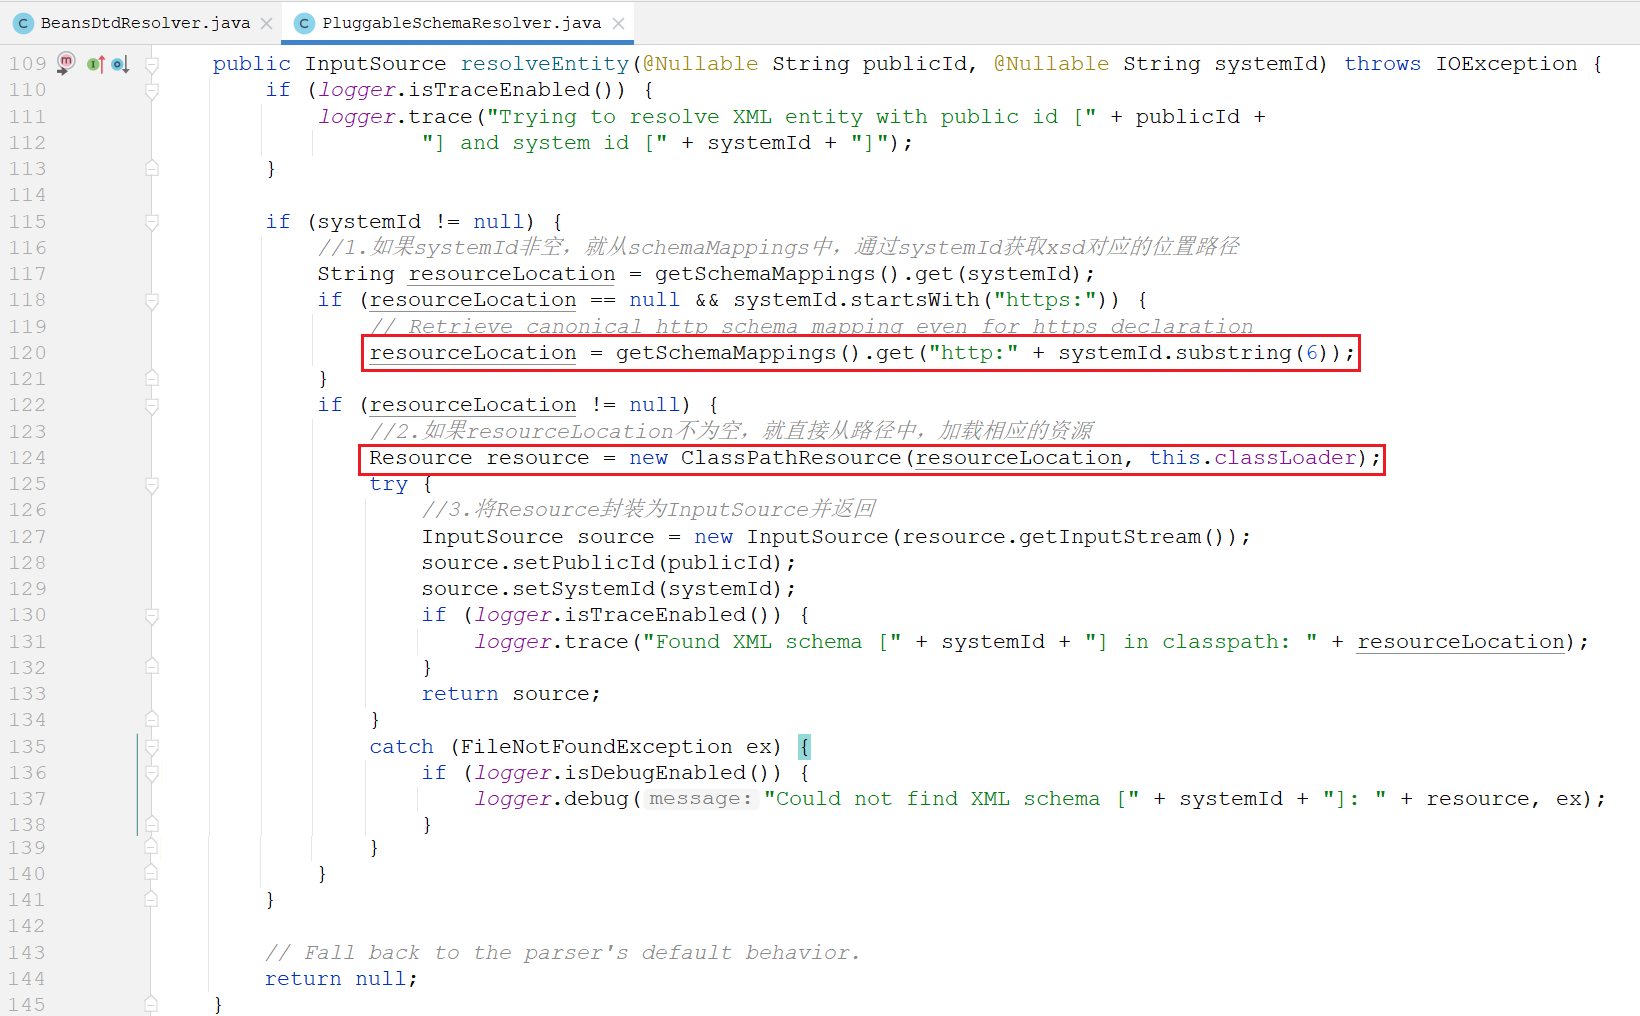 BeansDtdResolver.java
PluggableSchemaResolver.java
109 public InputSource resolveEntity(@Nullable String publicId, @Nullable String systemId) throws IOException {
110 if (logger.isTraceEnabled()) {
111 logger.trace("Trying to resolve XML entity with public id [" + publicId +
112 "] and system id [" + systemId + "]");
113 }
114
115 if (systemId != null) {
116 //1.如果systemId非空，就从schemaMappings中，通过systemId获取xsd对应的位置路径
117 String resourceLocation = getSchemaMappings().get(systemId);
118 if (resourceLocation == null && systemId.startsWith("https:")) {
119 // Retrieve canonical http schema mapping even for https declaration
120 resourceLocation = getSchemaMappings().get("http:" + systemId.substring(6));
121 }
122 if (resourceLocation != null) {
123 //2.如果resourceLocation不为空，就直接从路径中，加载相应的资源
124 Resource resource = new ClassPathResource(resourceLocation, this.classLoader);
125 try {
126 //3.将Resource封装为InputSource并返回
127 InputSource source = new InputSource(resource.getInputStream());
128 source.setPublicId(publicId);
129 source.setSystemId(systemId);
130 if (logger.isTraceEnabled()) {
131 logger.trace("Found XML schema [" + systemId + "] in classpath: " + resourceLocation);
132 }
133 return source;
134 }
135 catch (FileNotFoundException ex) {
136 if (logger.isDebugEnabled()) {
137 logger.debug( message: "Could not find XML schema [" + systemId + "]: " + resource, ex);
138 }
139 }
140 }
141 }
142
143 // Fall back to the parser's default behavior.
144 return null;
145 }